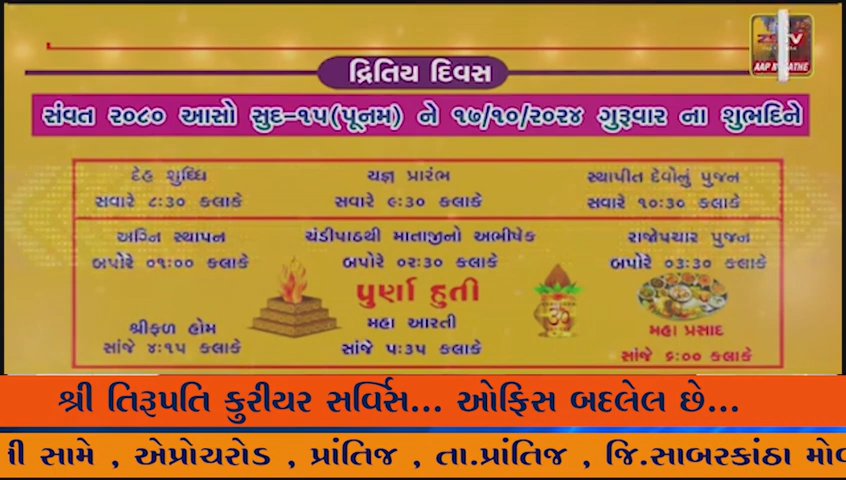 AAP KI SATHE
દ્રિતિય દિવસ
સંવત ૨૦૮૦ આસો સુદ-૧૫(પૂનમ) ને ૧૭/૧૦/૨૦૨૪ ગુરૂવાર ના શુભદિને
દેહ શુધ્ધિ યજ્ઞ પ્રારંભ સ્થાપીત દેવોનું પુજન
સવારે ૮:૩૦ કલાકે સવારે ૯:૩૦ કલાકે સવારે ૧૦:૩૦ કલાકે
અગ્નિ સ્થાપન ચંડીપાઠથી માતાજીનો અભીષેક રાજોપચાર પુજન
બપોરે ૦૧:૦૦ કલાકે બપોરે ૦૨:૩૦ કલાકે બપોરે ૦૩:૩૦ કલાકે
પુર્ણા હુતી
શ્રીફળ હોમ મહા આરતી મહા પ્રસાદ
સાંજે ૪:૧૫ કલાકે સાંજે ૫:૩૫ કલાકે સાંજે ૬:૦૦ કલાકે
શ્રી તિરૂપતિ કુરીયર સર્વિસ... ઓફિસ બદલેલ છે...
સામે , એપ્રોચરોડ , પ્રાંતિજ , તા.પ્રાંતિજ , જિ.સાબરકાંઠા